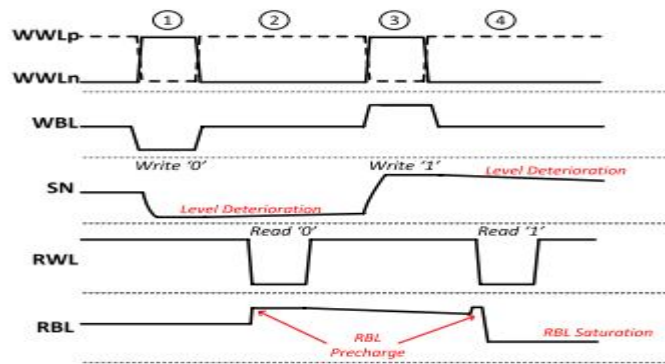 ① ② ③ ④
WWLp
WWLn
WBL
Write ‘0’ Write ‘1’
Level Deterioration
SN
Level Deterioration
Read ‘0’ Read ‘1’
RWL
RBL
RBL Saturation
RBL
Precharge